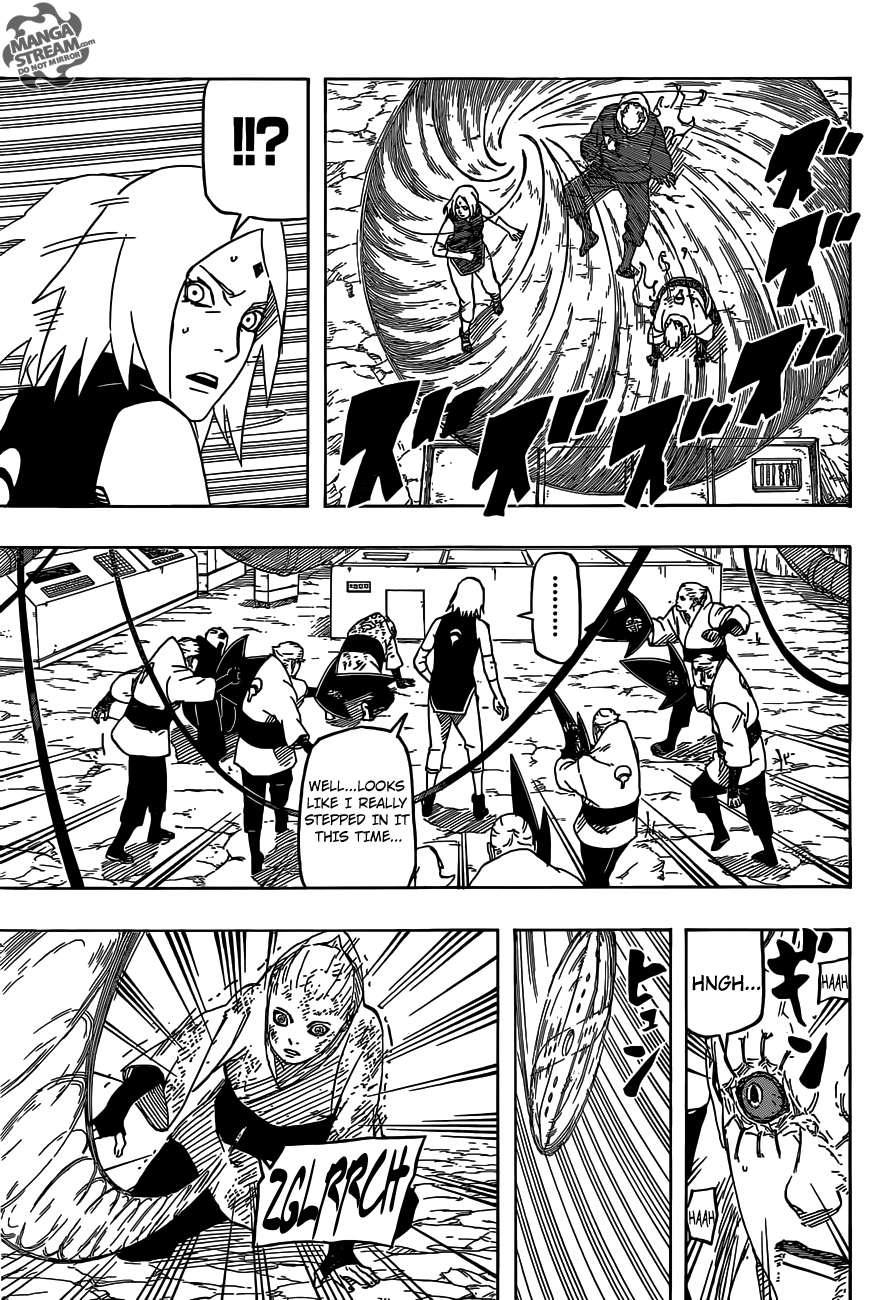 MANGA
STREAM.com
DO NOT MIRROR!
ズズズズズズズ
!!?
.......
WELL...LOOKS
LIKE I REALLY
STEPPED IN IT
THIS TIME...
ギン
HAAH
HNGH...
HAAH
ヒュン
ZGLRRCH